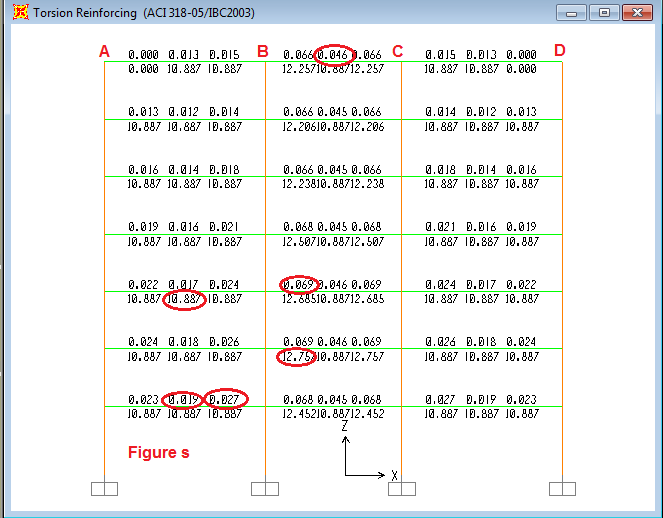 Torsion Reinforcing (ACI 318-05/IBC2003)
A B C D
0.000 0.013 0.015 0.066 0.046 0.066 0.015 0.013 0.000
0.000 10.887 10.887 12.257 10.887 12.257 10.887 10.887 0.000
0.013 0.012 0.014 0.066 0.045 0.066 0.014 0.012 0.013
10.887 10.887 10.887 12.206 10.887 12.206 10.887 10.887 10.887
0.016 0.014 0.018 0.066 0.045 0.066 0.018 0.014 0.016
10.887 10.887 10.887 12.238 10.887 12.238 10.887 10.887 10.887
0.019 0.016 0.021 0.068 0.045 0.068 0.021 0.016 0.019
10.887 10.887 10.887 12.507 10.887 12.507 10.887 10.887 10.887
0.022 0.017 0.024 0.069 0.046 0.069 0.024 0.017 0.022
10.887 10.887 10.887 12.685 10.887 12.685 10.887 10.887 10.887
0.024 0.018 0.026 0.069 0.046 0.069 0.026 0.018 0.024
10.887 10.887 10.887 12.757 10.887 12.757 10.887 10.887 10.887
0.023 0.019 0.027 0.068 0.045 0.068 0.027 0.019 0.023
10.887 10.887 10.887 12.452 10.887 12.452 10.887 10.887 10.887
Z
Figure s
X